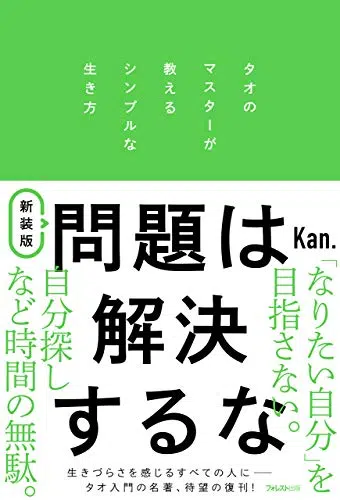 タオの
マスターが
教える
シンプルな
生き方
新装版
問題は
解決
するな
Kan.
「なりたい自分」を
目指さない。
自分探し
など時間の無駄。
生きづらさを感じるすべての人に──
タオ入門の名著、待望の復刊!
フォレスト出版